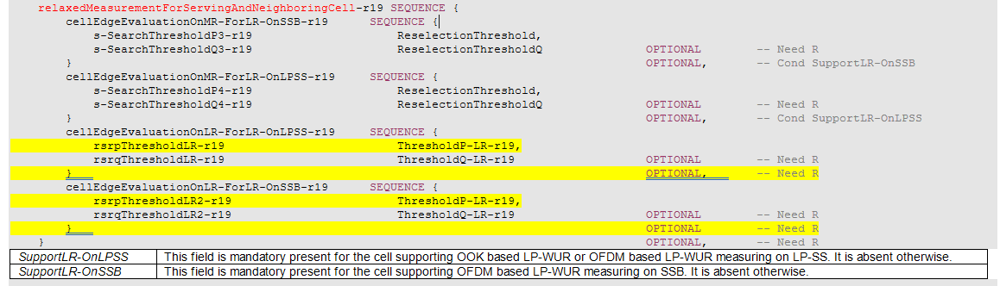 relaxedMeasurementForServingAndNeighboringCell-r19 SEQUENCE {
cellEdgeEvaluationOnMR-ForLR-OnSSB-r19 SEQUENCE {
s-SearchThresholdP3-r19 ReselectionThreshold,
s-SearchThresholdQ3-r19 ReselectionThresholdQ OPTIONAL -- Need R
} OPTIONAL, -- Cond SupportLR-OnSSB
cellEdgeEvaluationOnMR-ForLR-OnLPSS-r19 SEQUENCE {
s-SearchThresholdP4-r19 ReselectionThreshold,
s-SearchThresholdQ4-r19 ReselectionThresholdQ OPTIONAL -- Need R
} OPTIONAL, -- Cond SupportLR-OnLPSS
cellEdgeEvaluationOnLR-ForLR-OnLPSS-r19 SEQUENCE {
rsrpThresholdLR-r19 ThresholdP-LR-r19,
rsrqThresholdLR-r19 ThresholdQ-LR-r19 OPTIONAL -- Need R
} OPTIONAL, -- Need R
cellEdgeEvaluationOnLR-ForLR-OnSSB-r19 SEQUENCE {
rsrpThresholdLR2-r19 ThresholdP-LR-r19,
rsrqThresholdLR2-r19 ThresholdQ-LR-r19 OPTIONAL -- Need R
} OPTIONAL -- Need R
} OPTIONAL, -- Need R
SupportLR-OnLPSS This field is mandatory present for the cell supporting OOK based LP-WUR or OFDM based LP-WUR measuring on LP-SS. It is absent otherwise.
SupportLR-OnSSB This field is mandatory present for the cell supporting OFDM based LP-WUR measuring on SSB. It is absent otherwise.